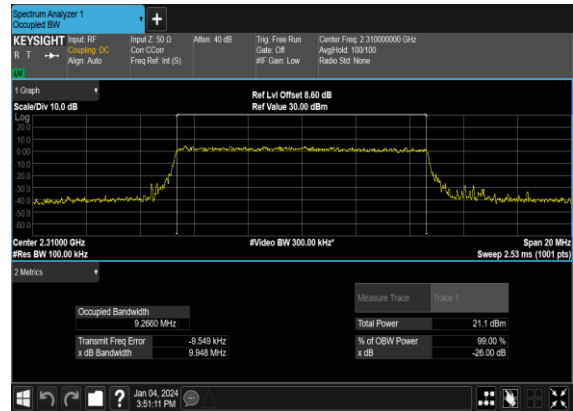 Spectrum Analyzer 1
Occupied BW
KEYSIGHT
R T
LU
Input: RF
Coupling: DC
Align: Auto
Input Z: 50 Ω
Corr CCorr
Freq Ref: Int (S)
Atten: 40 dB
Trig: Free Run
Gate: Off
#IF Gain: Low
Center Freq: 2.310000000 GHz
Avg|Hold: 100/100
Radio Std: None
1 Graph
Scale/Div 10.0 dB
Ref Lvl Offset 8.60 dB
Ref Value 30.00 dBm
Log
20.0
10.0
0.00
-10.0
-20.0
-30.0
-40.0
-50.0
-60.0
Center 2.31000 GHz
#Res BW 100.00 kHz
#Video BW 300.00 kHz*
Span 20 MHz
Sweep 2.53 ms (1001 pts)
2 Metrics
Measure Trace
Trace 1
Occupied Bandwidth
9.2660 MHz
Total Power
21.1 dBm
Transmit Freq Error
-9.549 kHz
% of OBW Power
99.00 %
x dB Bandwidth
9.948 MHz
x dB
-26.00 dB
?
Jan 04, 2024
3:51:11 PM